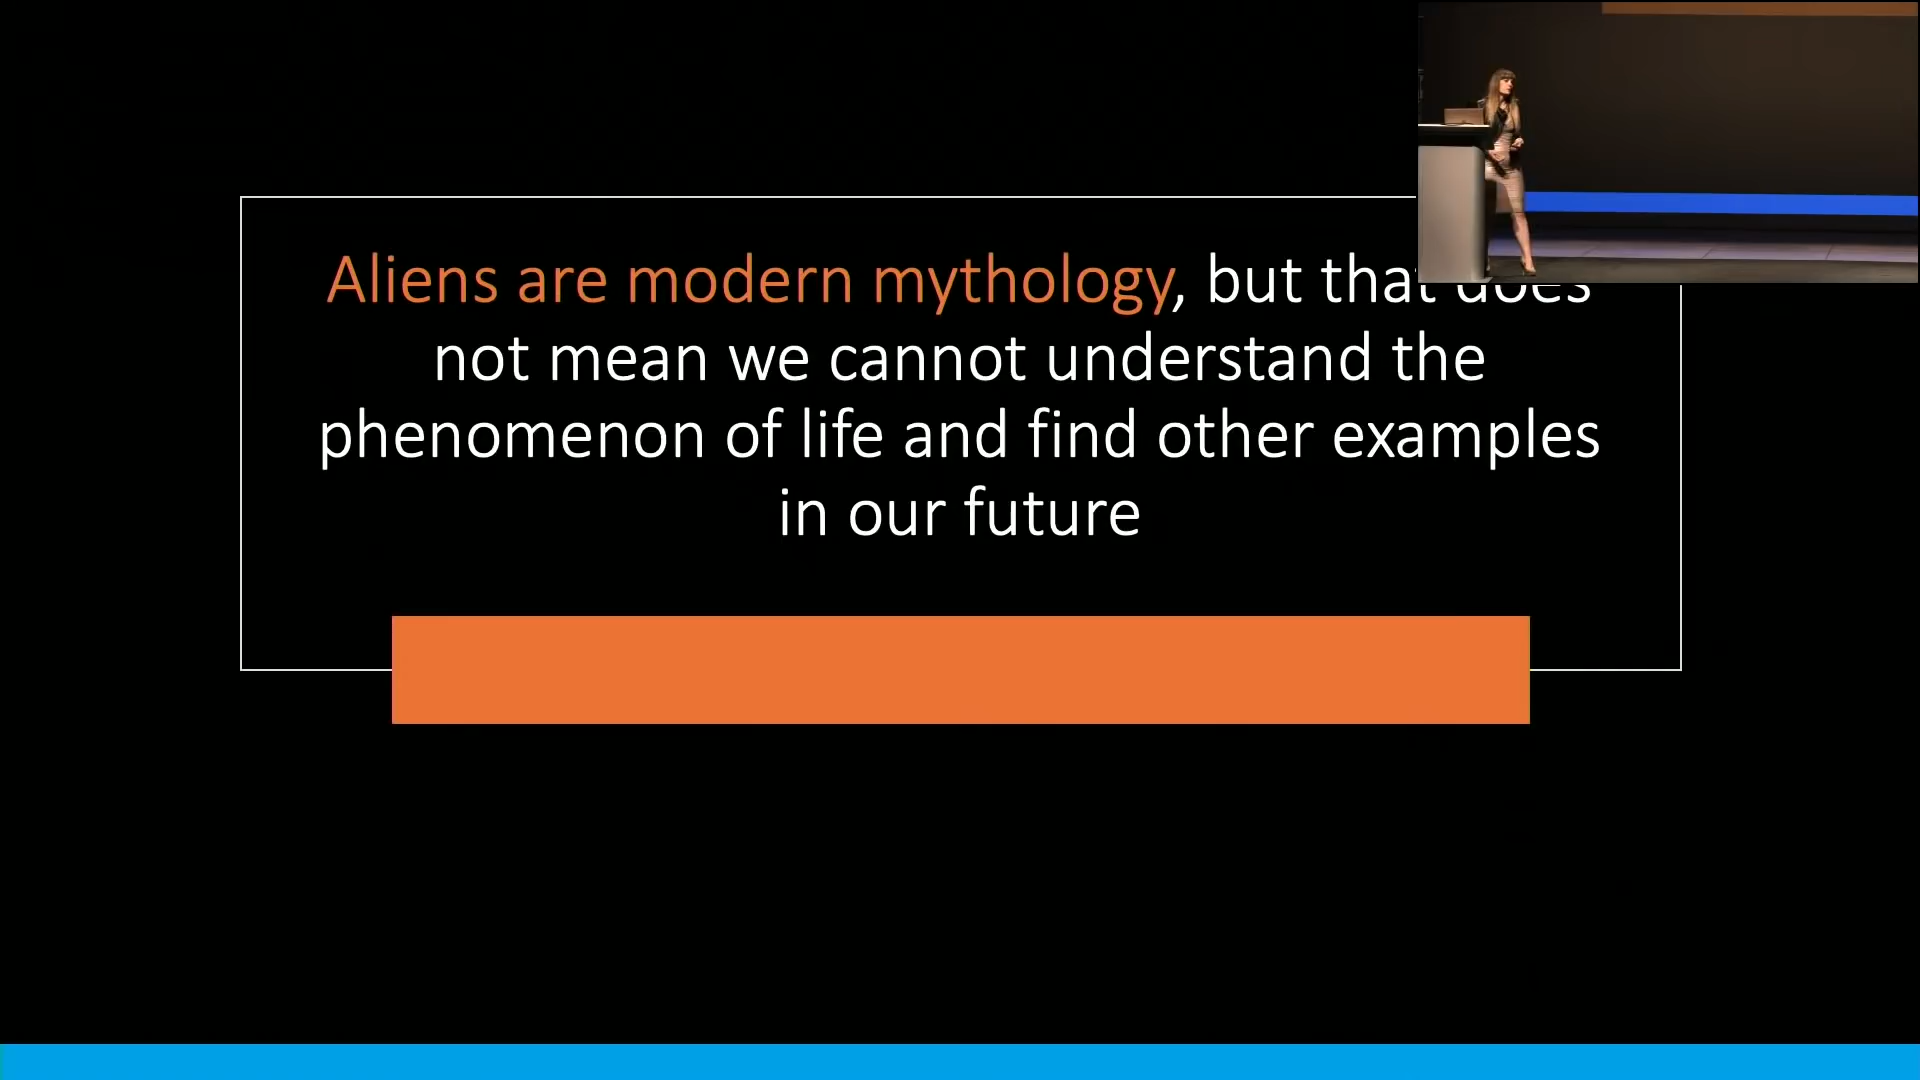 Aliens are modern mythology, but that does
not mean we cannot understand the
phenomenon of life and find other examples
in our future